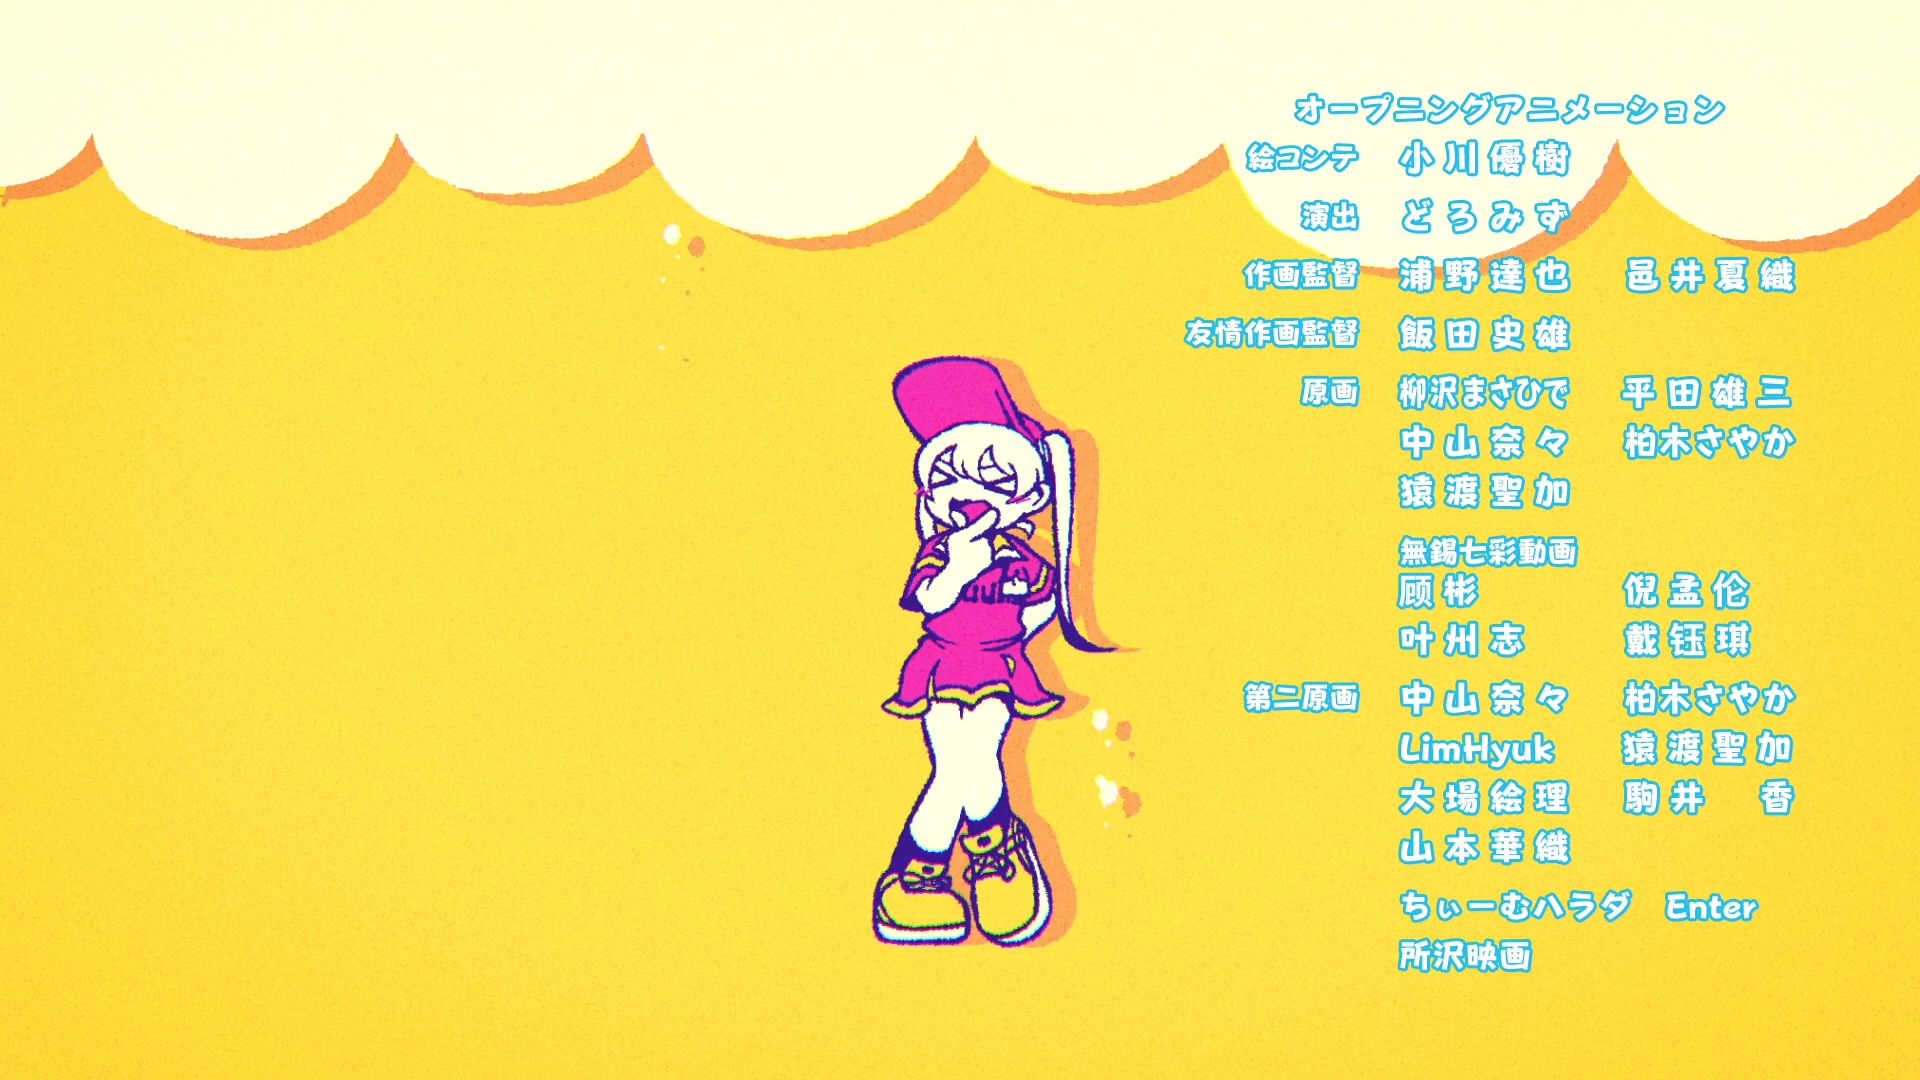 オープニングアニメーション
絵コンテ 小川優樹
演出 どろみず
作画監督 浦野達也 邑井夏織
友情作画監督 飯田史雄
原画 柳沢まさひで 平田雄三
中山奈々 柏木さやか
猿渡聖加
無錫七彩動画
顾彬 倪孟伦
叶州志 戴钰琪
第二原画 中山奈々 柏木さやか
LimHyuk 猿渡聖加
大場絵理 駒井 香
山本華織
ちぃーむハラダ Enter
所沢映画